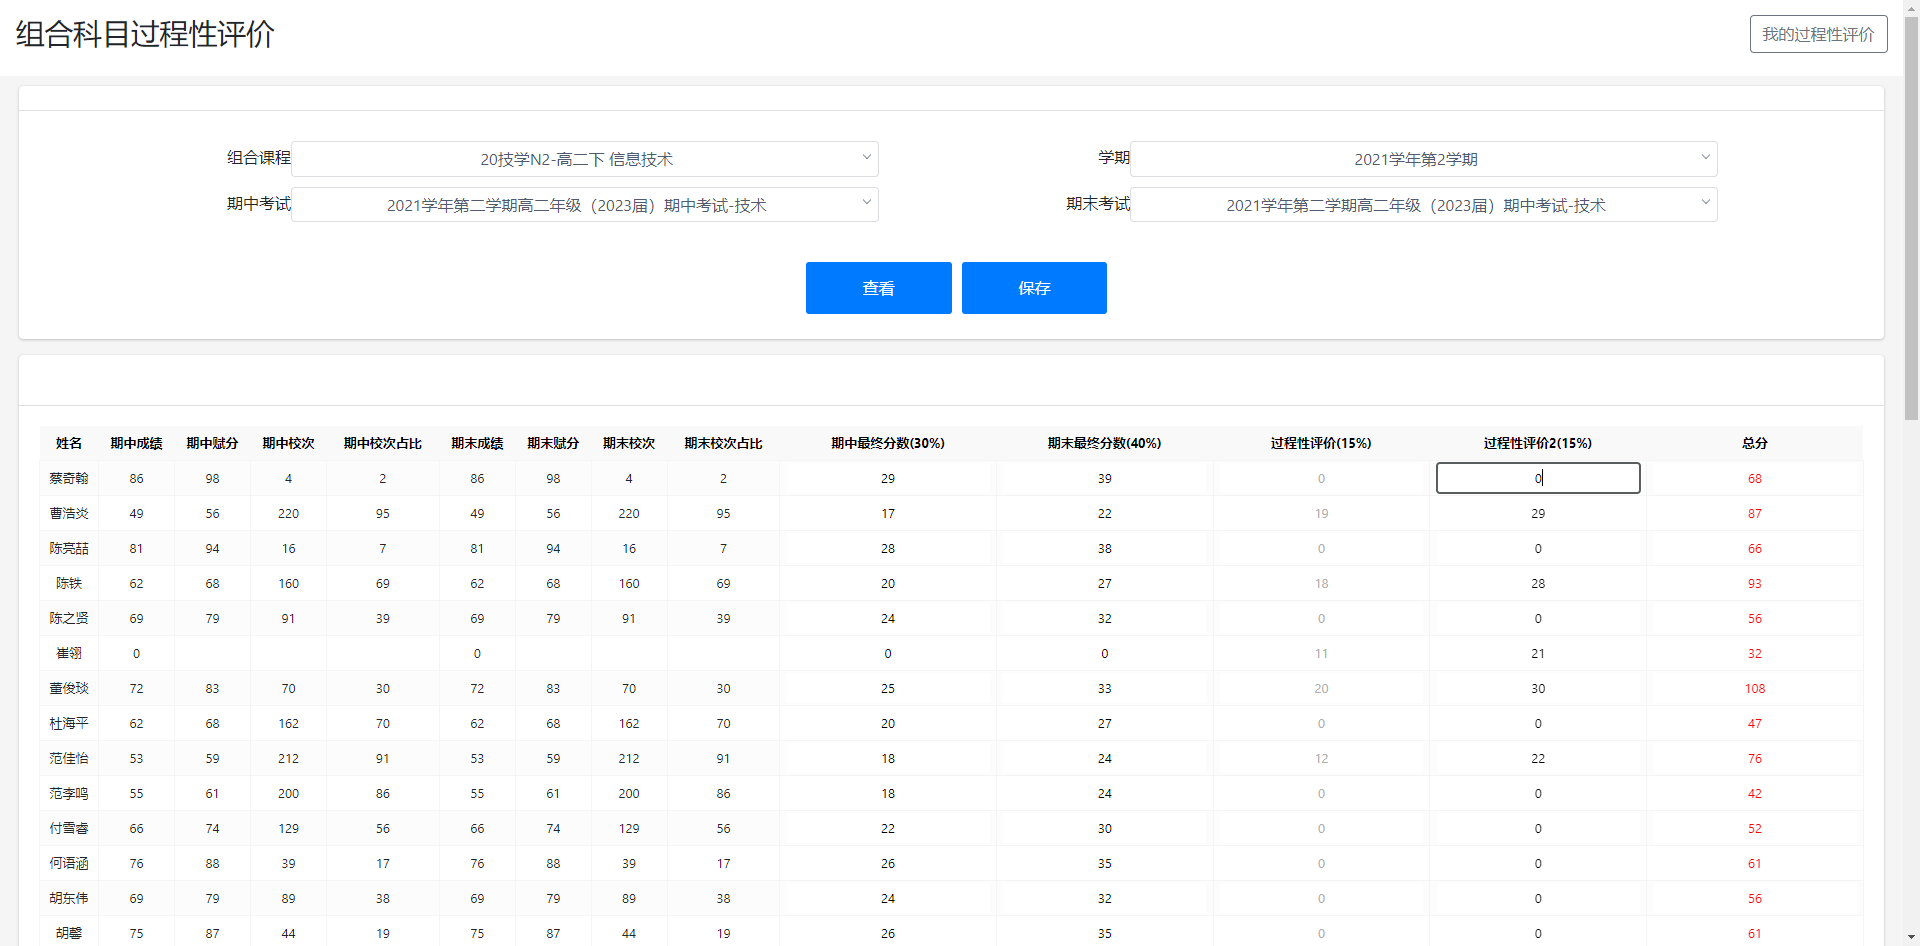 组合科目过程性评价
我的过程性评价
组合课程 20技学N2-高二下 信息技术 学期 2021学年第2学期
期中考试 2021学年第二学期高二年级（2023届）期中考试-技术 期末考试 2021学年第二学期高二年级（2023届）期中考试-技术
查看 保存
姓名 期中成绩 期中赋分 期中校次 期中校次占比 期末成绩 期末赋分 期末校次 期末校次占比 期中最终分数(30%) 期末最终分数(40%) 过程性评价(15%) 过程性评价2(15%) 总分
蔡奇翰 86 98 4 2 86 98 4 2 29 39 0 0 68
曹浩炎 49 56 220 95 49 56 220 95 17 22 19 29 87
陈亮喆 81 94 16 7 81 94 16 7 28 38 0 0 66
陈铁 62 68 160 69 62 68 160 69 20 27 18 28 93
陈之贤 69 79 91 39 69 79 91 39 24 32 0 0 56
崔翎 0 0 0 0 11 21 32
董俊琰 72 83 70 30 72 83 70 30 25 33 20 30 108
杜海平 62 68 162 70 62 68 162 70 20 27 0 0 47
范佳怡 53 59 212 91 53 59 212 91 18 24 12 22 76
范李鸣 55 61 200 86 55 61 200 86 18 24 0 0 42
付雪睿 66 74 129 56 66 74 129 56 22 30 0 0 52
何语涵 76 88 39 17 76 88 39 17 26 35 0 0 61
胡东伟 69 79 89 38 69 79 89 38 24 32 0 0 56
胡馨 75 87 44 19 75 87 44 19 26 35 0 0 61